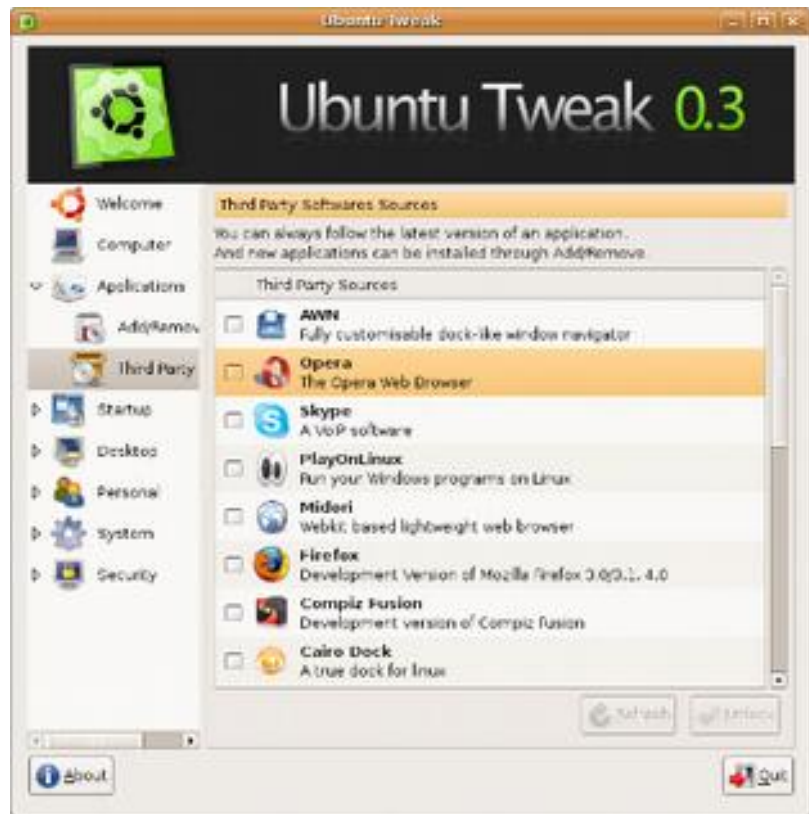 Ubuntu Tweak
Ubuntu Tweak 0.3
Welcome
Computer
Applications
Add/Remov
Third Party
Startup
Desktop
Personal
System
Security
Third Party Softwares Sources
You can always follow the latest version of an application.
And new applications can be installed through Add/Remove
Third Party Sources
AWN
Fully customisable dock-like window navigator
Opera
The Opera Web Browser
Skype
A VoIP software
PlayOnLinux
Run your Windows programs on Linux
Midori
Webkit based lightweight web browser
Firefox
Development Version of Mozilla Firefox 3.0/3.1, 4.0
Compiz Fusion
Development version of Compiz Fusion
Cairo Dock
A true dock for linux
Refresh
About
Quit